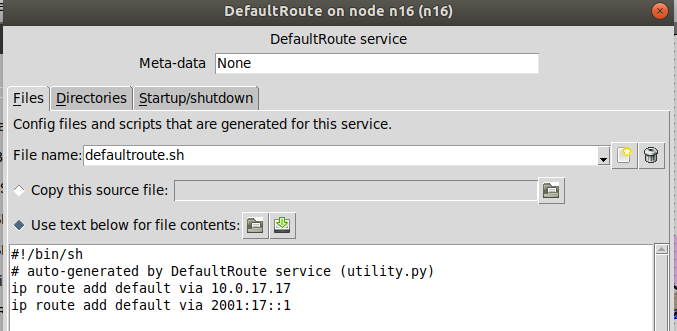 DefaultRoute on node n16 (n16)
DefaultRoute service
Meta-data None
Files Directories Startup/shutdown
Config files and scripts that are generated for this service.
File name: defaultroute.sh
Copy this source file:
Use text below for file contents:
#!/bin/sh
# auto-generated by DefaultRoute service (utility.py)
ip route add default via 10.0.17.17
ip route add default via 2001:17::1